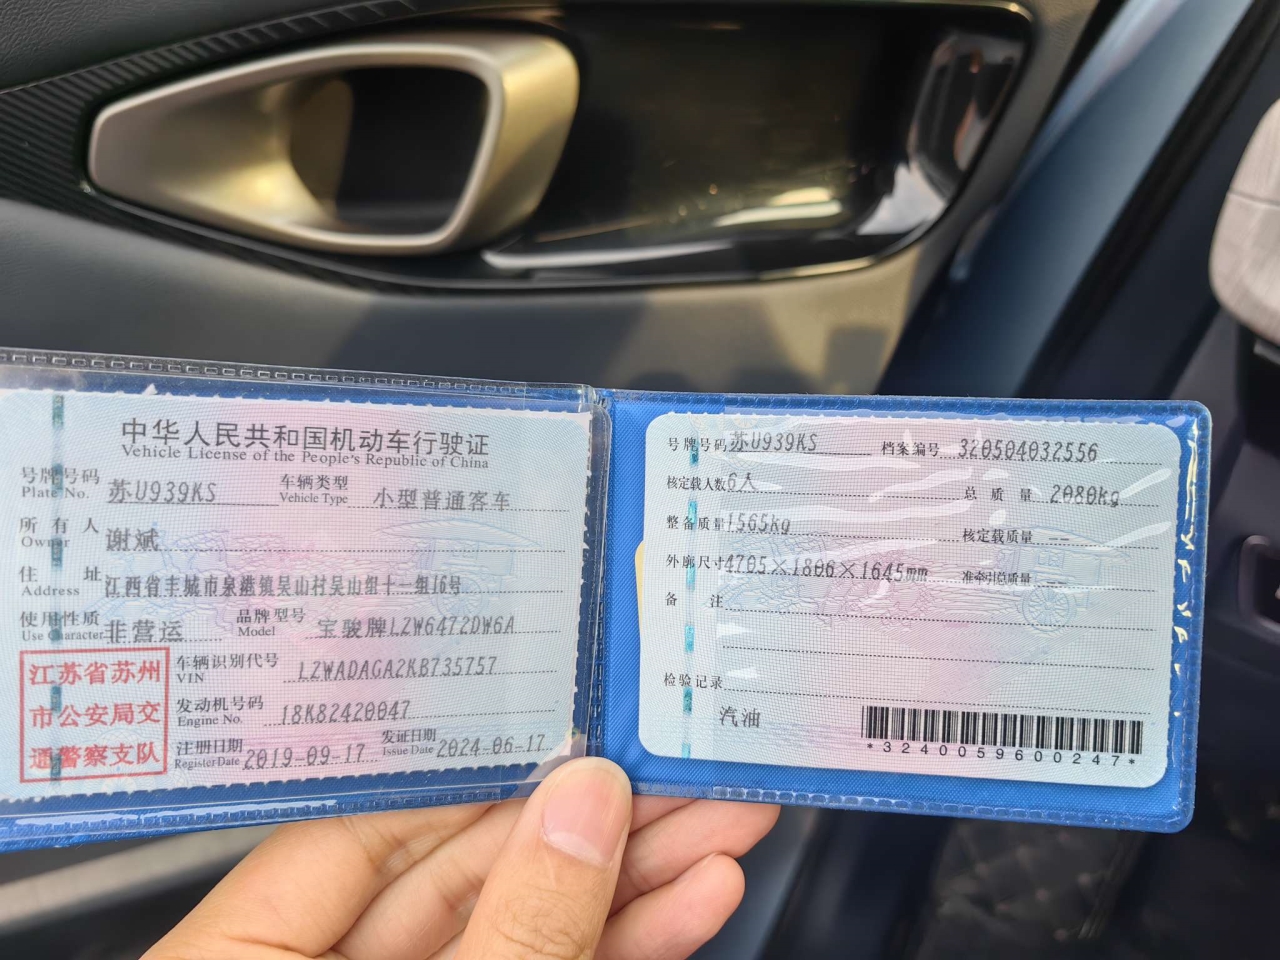 中华人民共和国机动车行驶证
Vehicle License of the People's Republic of China
号牌号码 苏U939KS 车辆类型 小型普通客车
Plate No. Vehicle Type
所有人 谢斌
Owner
住址 江西省丰城市泉港镇吴山村吴山组十一组16号
Address
使用性质 非营运 品牌型号 宝骏牌LZW6472DW6A
Use Character Model
江苏省苏州
市公安局交
通警察支队
车辆识别代号 LZWADAGA2KB735757
VIN
发动机号码 18K82420047
Engine No.
注册日期 2019-09-17 发证日期 2024-06-17
Register Date Issue Date
号牌号码 苏U939KS 档案编号 320504032556
核定载人数 6人 总质量 2080kg
整备质量 1565kg 核定载质量 --
外廓尺寸 4705×1806×1645mm 准牵引总质量 --
备注
检验记录
汽油
*3240059600247*